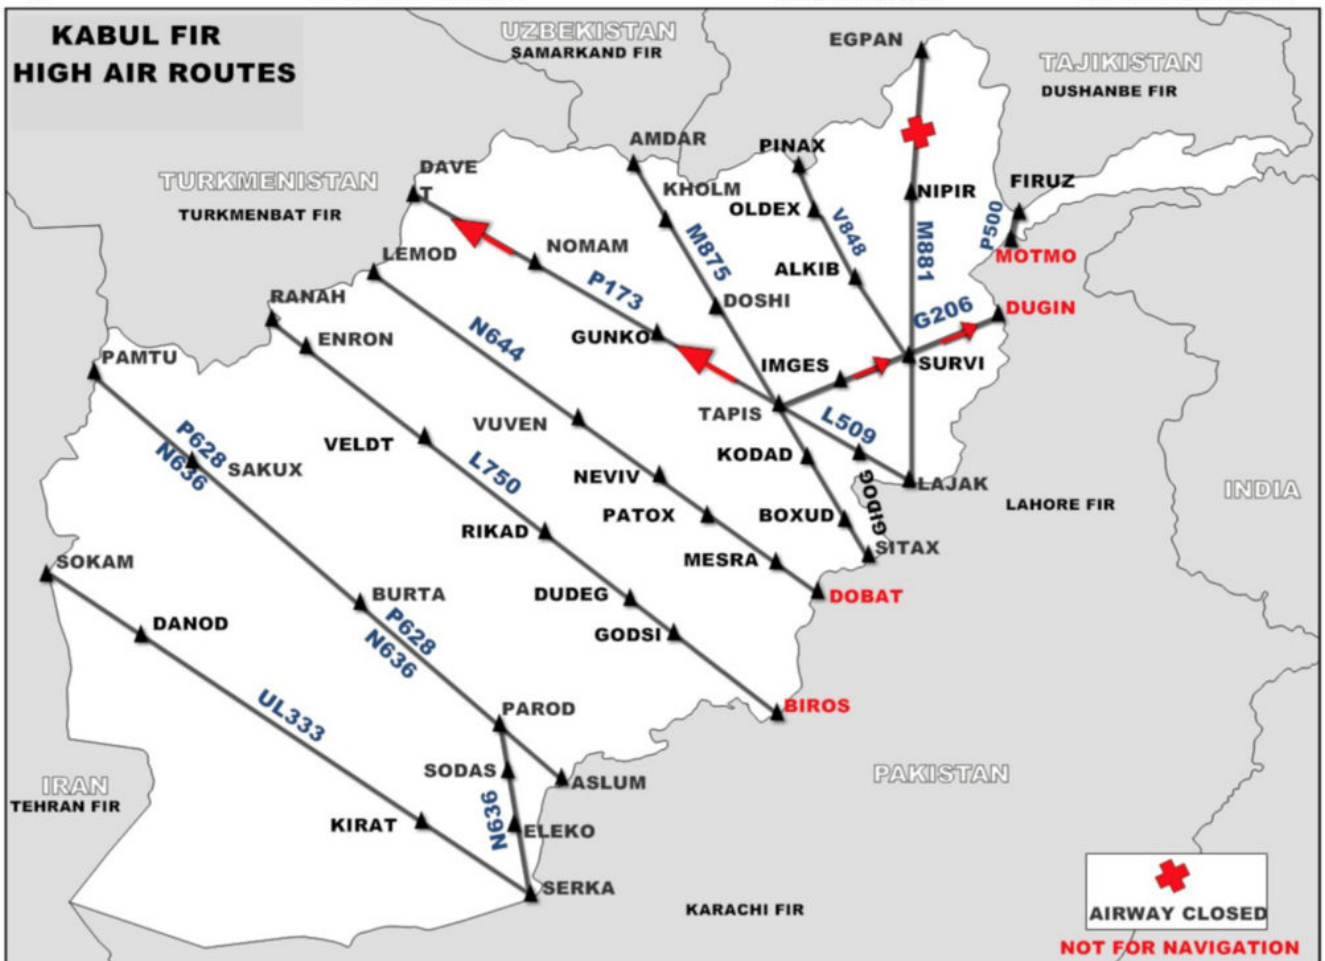 KABUL FIR
HIGH AIR ROUTES
UZBEKISTAN
SAMARKAND FIR
EGPAN
TAJIKISTAN
DUSHANBE FIR
AMDAR
PINAX
DAVE
T
TURKMENISTAN
TURKMENBAT FIR
KHOLM
NIPIR
FIRUZ
OLDEX
V848
M881
P500
MOTMO
LEMOD
NOMAM
M875
ALKIB
RANAH
P173
DOSHI
G206
DUGIN
ENRON
N644
GUNKO
IMGES
SURVI
PAMTU
TAPIS
L509
VUVEN
VELDT
KODAD
P628
N636
SAKUX
L750
NEVIV
GIDOG
LAJAK
INDIA
LAHORE FIR
PATOX
BOXUD
RIKAD
SITAX
SOKAM
MESRA
BURTA
DUDEG
DOBAT
DANOD
P628
N636
GODSI
UL333
PAROD
BIROS
SODAS
ASLUM
PAKISTAN
IRAN
TEHRAN FIR
KIRAT
N636
ELEKO
SERKA
KARACHI FIR
AIRWAY CLOSED
NOT FOR NAVIGATION